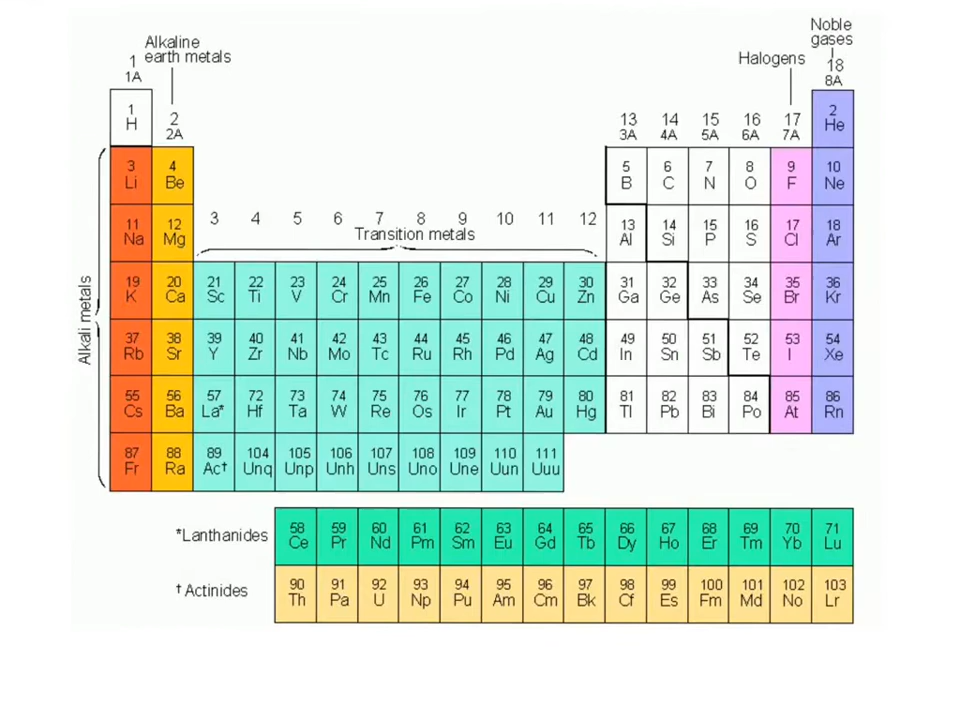 Noble
gases
Alkaline
earth metals
Halogens
1
1A
18
8A
2
2A
13 14 15 16 17
3A 4A 5A 6A 7A
1 2
H He
3 4 5 6 7 8 9 10
Li Be B C N O F Ne
11 12 13 14 15 16 17 18
Na Mg Al Si P S Cl Ar
3 4 5 6 7 8 9 10 11 12
Transition metals
Alkali metals
19 20 21 22 23 24 25 26 27 28 29 30 31 32 33 34 35 36
K Ca Sc Ti V Cr Mn Fe Co Ni Cu Zn Ga Ge As Se Br Kr
37 38 39 40 41 42 43 44 45 46 47 48 49 50 51 52 53 54
Rb Sr Y Zr Nb Mo Tc Ru Rh Pd Ag Cd In Sn Sb Te I Xe
55 56 57 72 73 74 75 76 77 78 79 80 81 82 83 84 85 86
Cs Ba La* Hf Ta W Re Os Ir Pt Au Hg Tl Pb Bi Po At Rn
87 88 89 104 105 106 107 108 109 110 111
Fr Ra Ac† Unq Unp Unh Uns Uno Une Uun Uuu
*Lanthanides
58 59 60 61 62 63 64 65 66 67 68 69 70 71
Ce Pr Nd Pm Sm Eu Gd Tb Dy Ho Er Tm Yb Lu
† Actinides
90 91 92 93 94 95 96 97 98 99 100 101 102 103
Th Pa U Np Pu Am Cm Bk Cf Es Fm Md No Lr